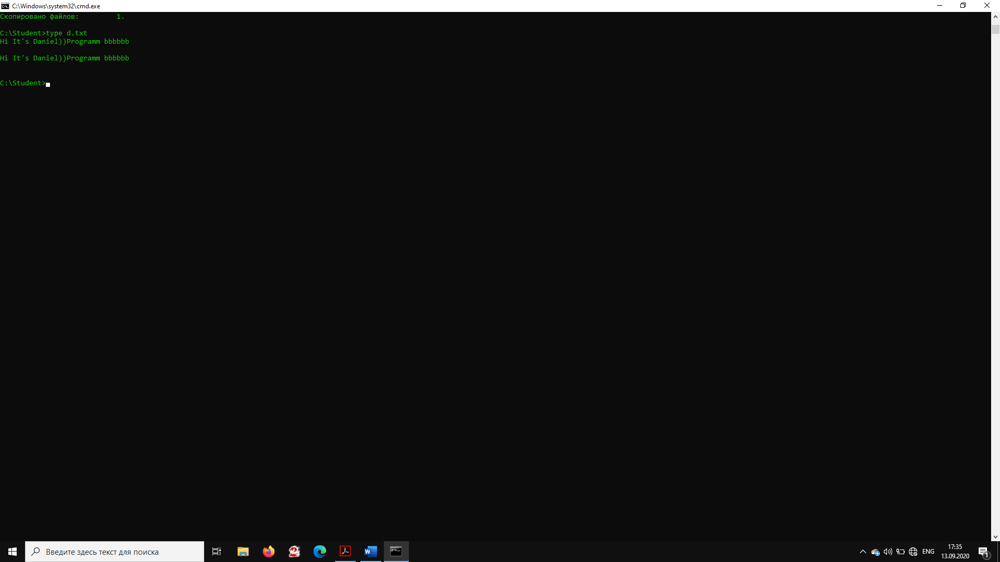 C:\Windows\system32\cmd.exe
Скопировано файлов:         1.
C:\Student>type d.txt
Hi It's Daniel))Programm bbbbbb
Hi It's Daniel))Programm bbbbbb
C:\Student>
Введите здесь текст для поиска
ENG
17:35
13.09.2020
1